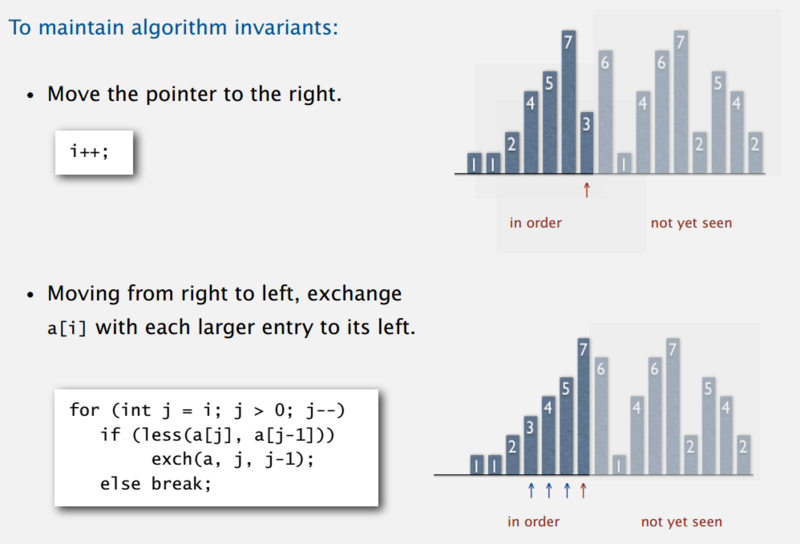 To maintain algorithm invariants:
• Move the pointer to the right.
i++;
1 1 2 4 5 7 3 6 1 4 6 7 2 5 4 2
↑
in order not yet seen
• Moving from right to left, exchange
a[i] with each larger entry to its left.
for (int j = i; j > 0; j--)
if (less(a[j], a[j-1]))
exch(a, j, j-1);
else break;
1 1 2 3 4 5 7 6 1 4 6 7 2 5 4 2
↑ ↑ ↑ ↑
in order not yet seen